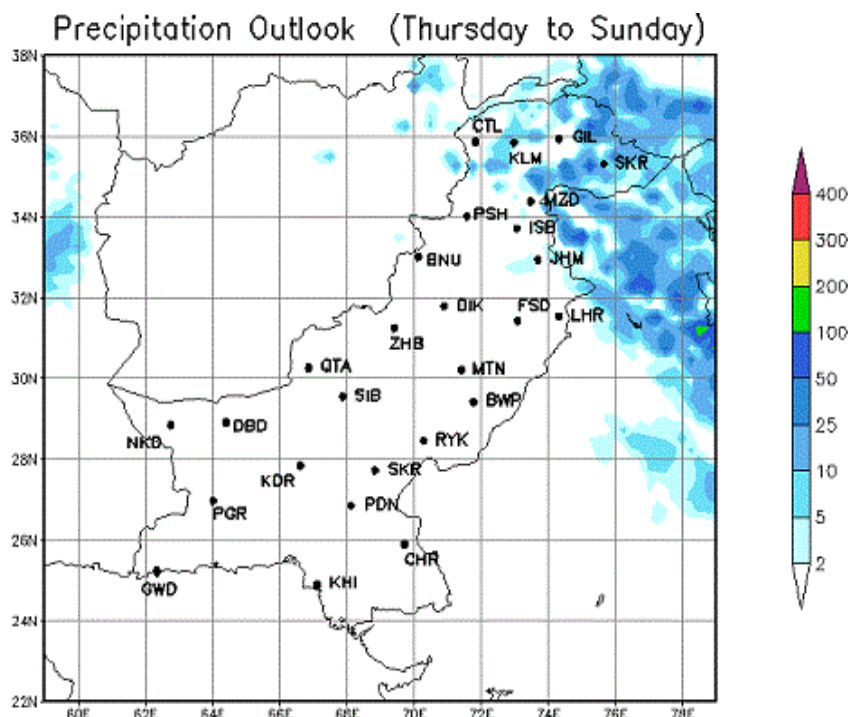 Precipitation Outlook (Thursday to Sunday)
38N
36N
34N
32N
30N
28N
26N
24N
22N
60E
62E
64E
66E
68E
70E
72E
74E
76E
78E
CTL
KLM
GIL
SKR
MZD
PSH
ISB
BNU
JHM
DIK
FSD
LHR
ZHB
QTA
MTN
SIB
BWP
NKD
DBD
RYK
KDR
SKR
PGR
PDN
CHR
GWD
KHI
400
300
200
100
50
25
10
5
2